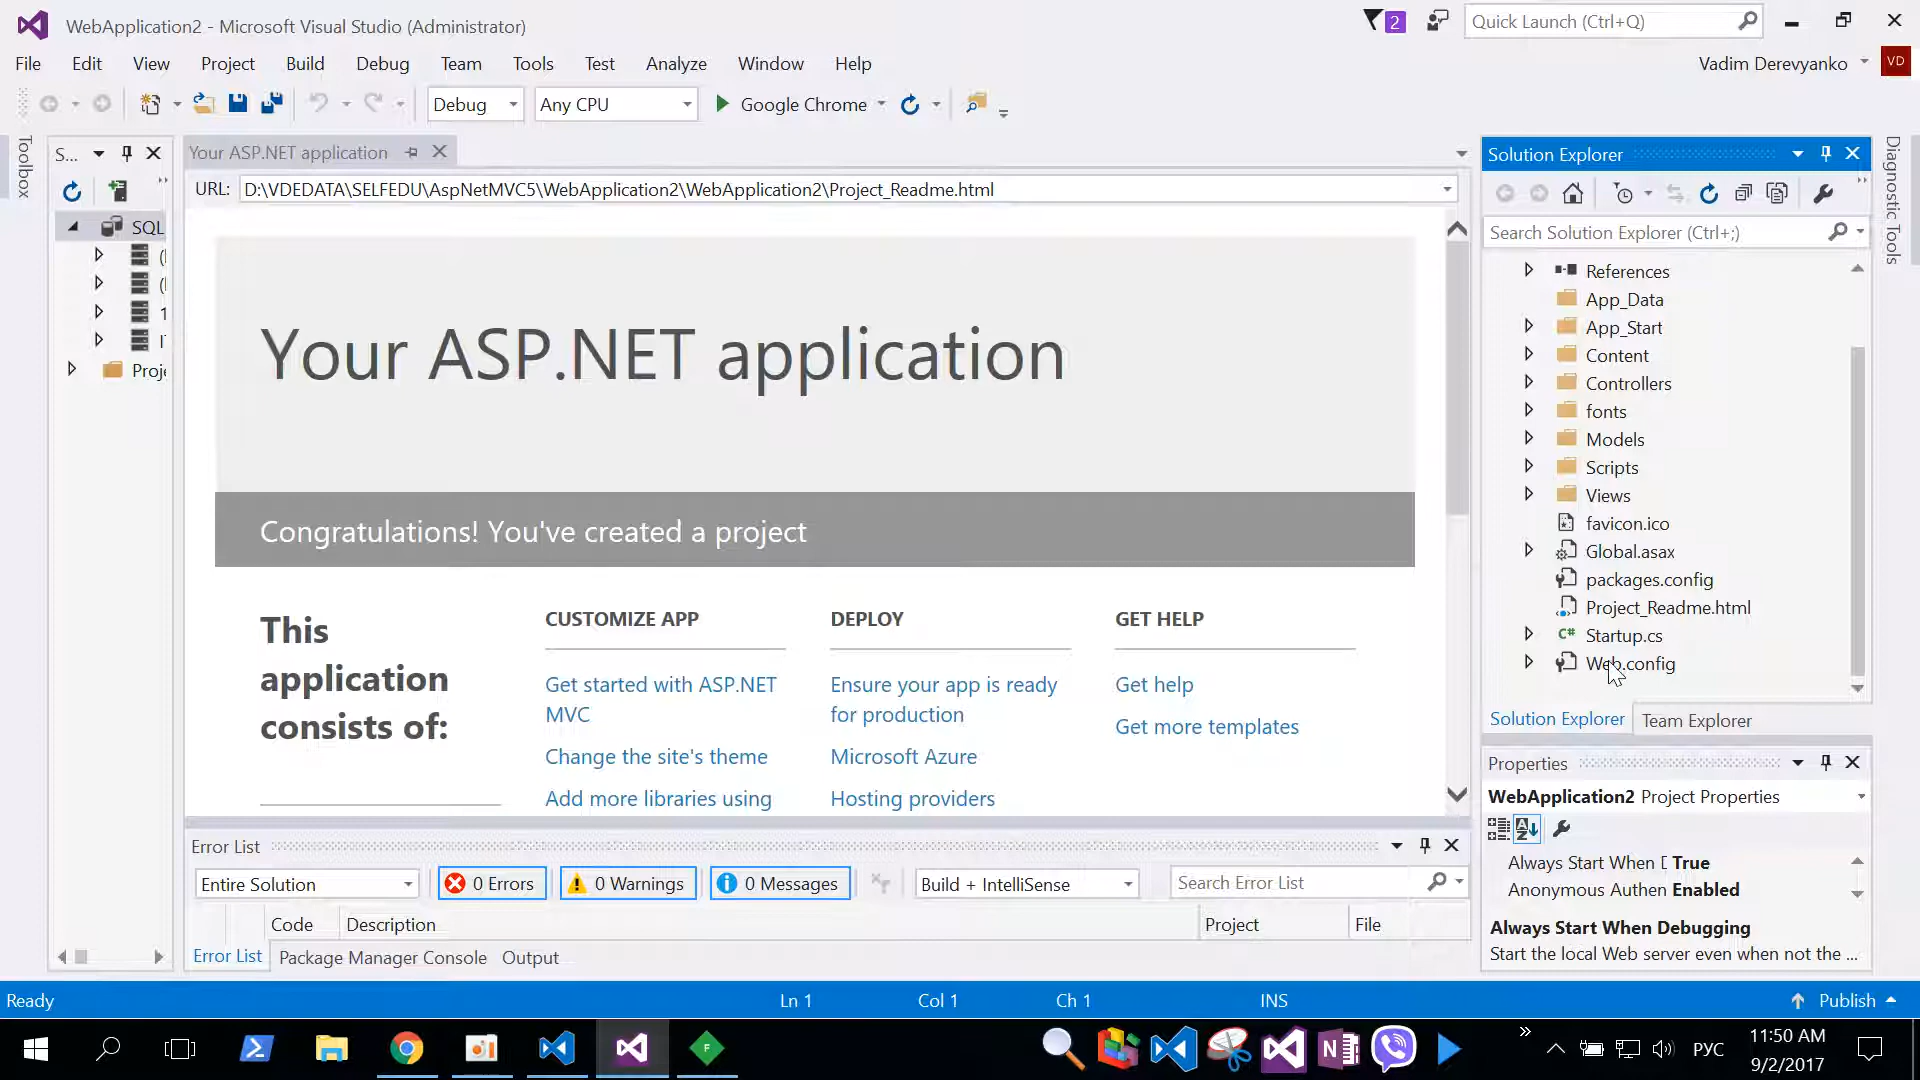 WebApplication2 - Microsoft Visual Studio (Administrator)
2
Quick Launch (Ctrl+Q)
File Edit View Project Build Debug Team Tools Test Analyze Window Help
Vadim Derevyanko VD
Debug Any CPU Google Chrome
Toolbox
S...
SQL
(
(
1
Proje
Your ASP.NET application
URL: D:\VDEDATA\SELFEDU\AspNetMVC5\WebApplication2\WebApplication2\Project_Readme.html
Your ASP.NET application
Congratulations! You've created a project
This
application
consists of:
CUSTOMIZE APP
Get started with ASP.NET
MVC
Change the site's theme
Add more libraries using
DEPLOY
Ensure your app is ready
for production
Microsoft Azure
Hosting providers
GET HELP
Get help
Get more templates
Solution Explorer
Search Solution Explorer (Ctrl+;)
References
App_Data
App_Start
Content
Controllers
fonts
Models
Scripts
Views
favicon.ico
Global.asax
packages.config
Project_Readme.html
C# Startup.cs
Web.config
Solution Explorer Team Explorer
Diagnostic Tools
Properties
WebApplication2 Project Properties
Always Start When [ True
Anonymous Authen Enabled
Always Start When Debugging
Start the local Web server even when not the ...
Error List
Entire Solution 0 Errors 0 Warnings 0 Messages Build + IntelliSense Search Error List
Code Description Project File
Error List Package Manager Console Output
Ready Ln 1 Col 1 Ch 1 INS Publish
РУС
11:50 AM
9/2/2017